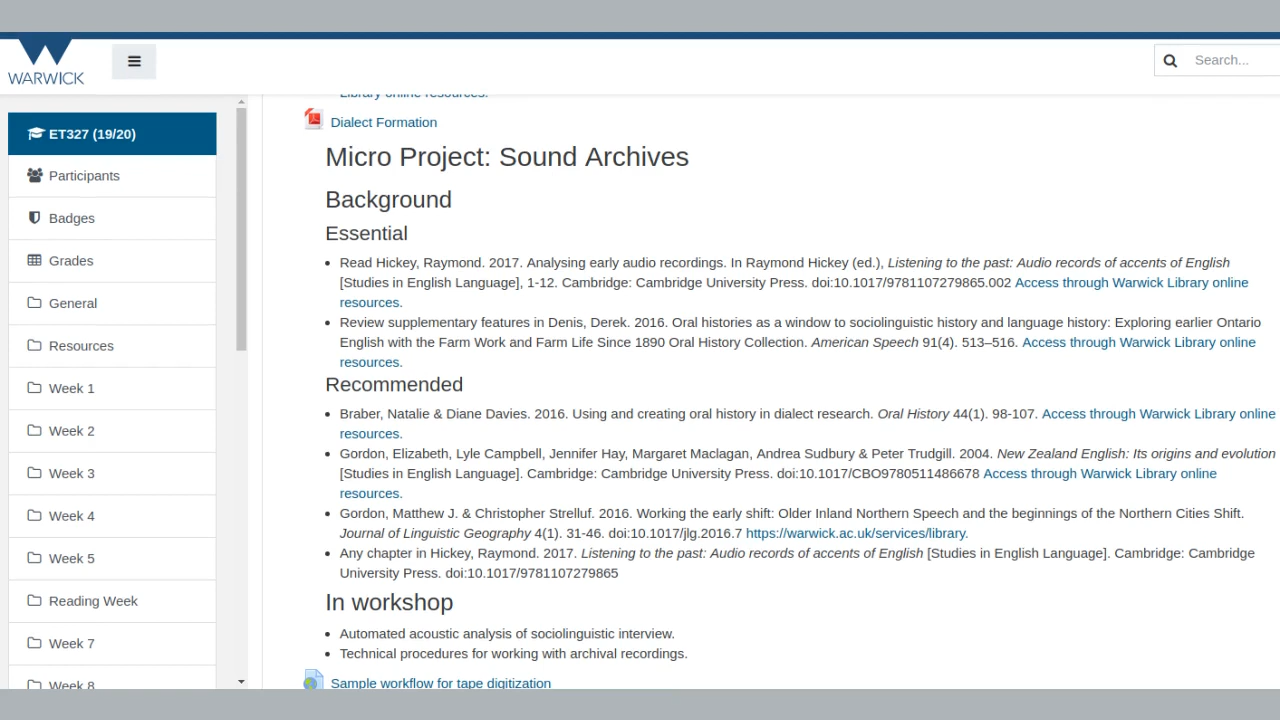 WARWICK
Search...
ET327 (19/20)
Participants
Badges
Grades
General
Resources
Week 1
Week 2
Week 3
Week 4
Week 5
Reading Week
Week 7
Week 8
Library online resources.
Dialect Formation
Micro Project: Sound Archives
Background
Essential
• Read Hickey, Raymond. 2017. Analysing early audio recordings. In Raymond Hickey (ed.), Listening to the past: Audio records of accents of English
[Studies in English Language], 1-12. Cambridge: Cambridge University Press. doi:10.1017/9781107279865.002 Access through Warwick Library online
resources.
• Review supplementary features in Denis, Derek. 2016. Oral histories as a window to sociolinguistic history and language history: Exploring earlier Ontario
English with the Farm Work and Farm Life Since 1890 Oral History Collection. American Speech 91(4). 513–516. Access through Warwick Library online
resources.
Recommended
• Braber, Natalie & Diane Davies. 2016. Using and creating oral history in dialect research. Oral History 44(1). 98-107. Access through Warwick Library online
resources.
• Gordon, Elizabeth, Lyle Campbell, Jennifer Hay, Margaret Maclagan, Andrea Sudbury & Peter Trudgill. 2004. New Zealand English: Its origins and evolution
[Studies in English Language]. Cambridge: Cambridge University Press. doi:10.1017/CBO9780511486678 Access through Warwick Library online
resources.
• Gordon, Matthew J. & Christopher Strelluf. 2016. Working the early shift: Older Inland Northern Speech and the beginnings of the Northern Cities Shift.
Journal of Linguistic Geography 4(1). 31-46. doi:10.1017/jlg.2016.7 https://warwick.ac.uk/services/library.
• Any chapter in Hickey, Raymond. 2017. Listening to the past: Audio records of accents of English [Studies in English Language]. Cambridge: Cambridge
University Press. doi:10.1017/9781107279865
In workshop
• Automated acoustic analysis of sociolinguistic interview.
• Technical procedures for working with archival recordings.
Sample workflow for tape digitization